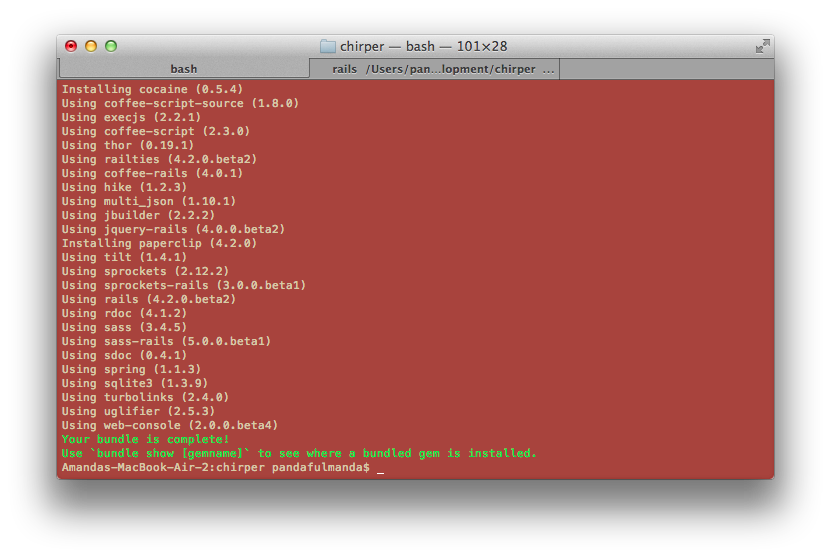 chirper — bash — 101×28
bash
rails /Users/pan...lopment/chirper ...
Installing cocaine (0.5.4)
Using coffee-script-source (1.8.0)
Using execjs (2.2.1)
Using coffee-script (2.3.0)
Using thor (0.19.1)
Using railties (4.2.0.beta2)
Using coffee-rails (4.0.1)
Using hike (1.2.3)
Using multi_json (1.10.1)
Using jbuilder (2.2.2)
Using jquery-rails (4.0.0.beta2)
Installing paperclip (4.2.0)
Using tilt (1.4.1)
Using sprockets (2.12.2)
Using sprockets-rails (3.0.0.beta1)
Using rails (4.2.0.beta2)
Using rdoc (4.1.2)
Using sass (3.4.5)
Using sass-rails (5.0.0.beta1)
Using sdoc (0.4.1)
Using spring (1.1.3)
Using sqlite3 (1.3.9)
Using turbolinks (2.4.0)
Using uglifier (2.5.3)
Using web-console (2.0.0.beta4)
Your bundle is complete!
Use `bundle show [gemname]` to see where a bundled gem is installed.
Amandas-MacBook-Air-2:chirper pandafulmanda$ _